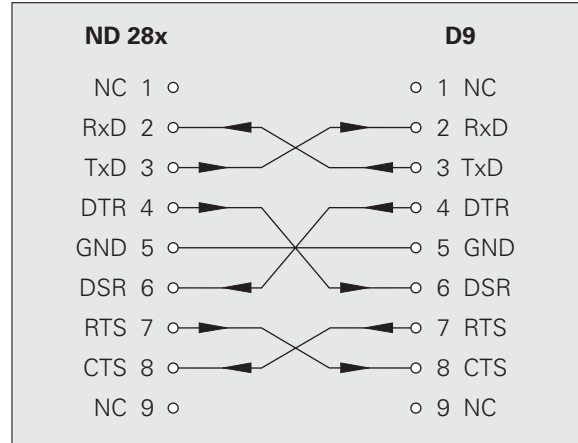 ND 28x D9
NC 1 1 NC
RxD 2 2 RxD
TxD 3 3 TxD
DTR 4 4 DTR
GND 5 5 GND
DSR 6 6 DSR
RTS 7 7 RTS
CTS 8 8 CTS
NC 9 9 NC